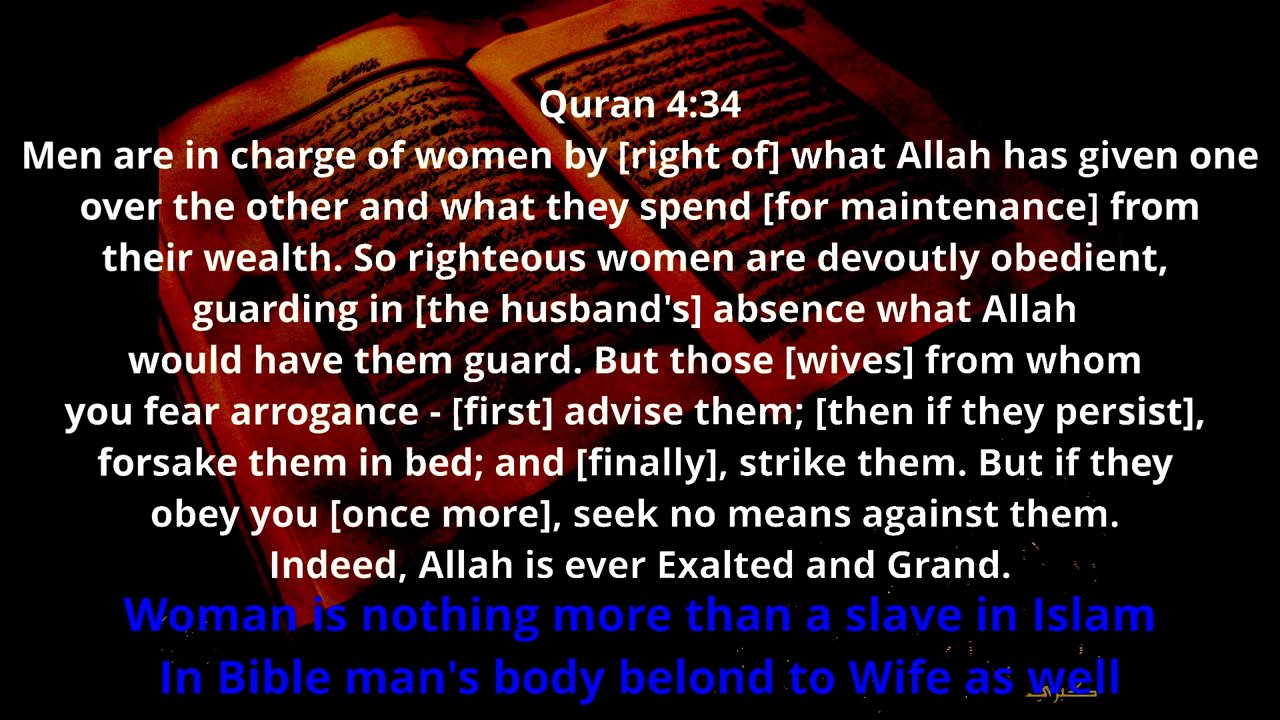 Quran 4:34
Men are in charge of women by [right of] what Allah has given one
over the other and what they spend [for maintenance] from
their wealth. So righteous women are devoutly obedient,
guarding in [the husband's] absence what Allah
would have them guard. But those [wives] from whom
you fear arrogance - [first] advise them; [then if they persist],
forsake them in bed; and [finally], strike them. But if they
obey you [once more], seek no means against them.
Indeed, Allah is ever Exalted and Grand.
Woman is nothing more than a slave in Islam
In Bible man's body belond to Wife as well